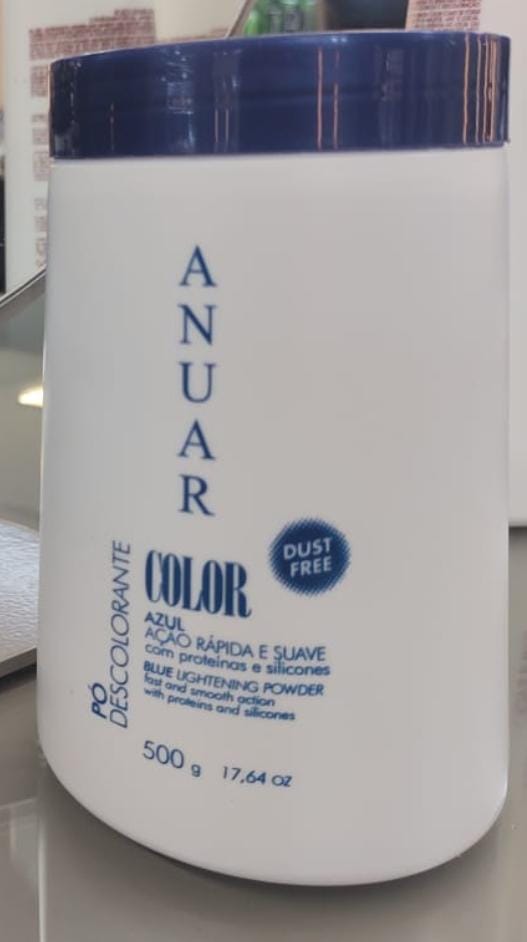 ANUAR
DUST
FREE
COLOR
PÓ
DESCOLORANTE
AZUL
AÇÃO RÁPIDA E SUAVE
com proteínas e silicones
BLUE LIGHTENING POWDER
fast and smooth action
with proteins and silicones
500 g 17,64 oz